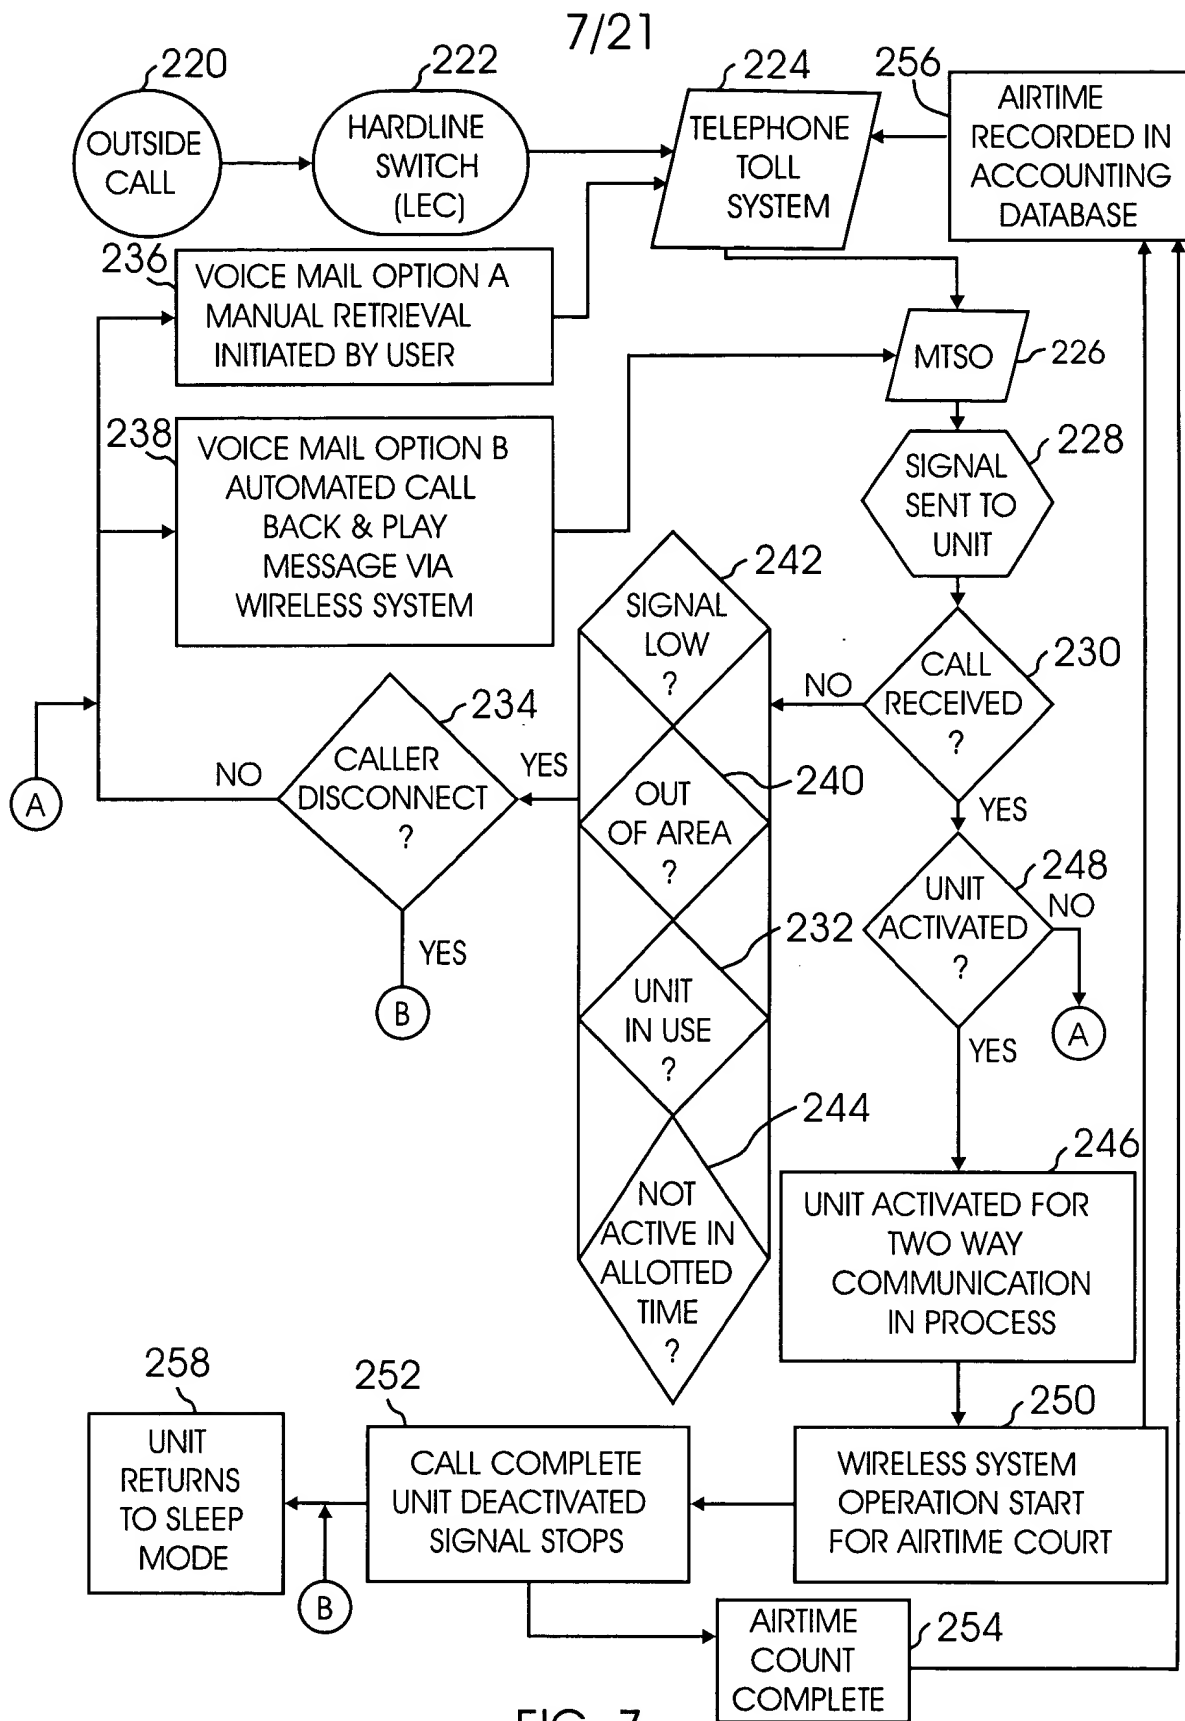 7/21
220
222
224
256
OUTSIDE
CALL
HARDLINE
SWITCH
(LEC)
TELEPHONE
TOLL
SYSTEM
AIRTIME
RECORDED IN
ACCOUNTING
DATABASE
236
VOICE MAIL OPTION A
MANUAL RETRIEVAL
INITIATED BY USER
MTSO
226
238
VOICE MAIL OPTION B
AUTOMATED CALL
BACK & PLAY
MESSAGE VIA
WIRELESS SYSTEM
228
SIGNAL
SENT TO
UNIT
242
SIGNAL
LOW
?
230
CALL
RECEIVED
?
NO
YES
234
CALLER
DISCONNECT
?
NO
YES
YES
A
B
240
OUT
OF AREA
?
248
UNIT
ACTIVATED
?
NO
A
YES
232
UNIT
IN USE
?
244
NOT
ACTIVE IN
ALLOTTED
TIME
?
246
UNIT ACTIVATED FOR
TWO WAY
COMMUNICATION
IN PROCESS
258
UNIT
RETURNS
TO SLEEP
MODE
B
252
CALL COMPLETE
UNIT DEACTIVATED
SIGNAL STOPS
250
WIRELESS SYSTEM
OPERATION START
FOR AIRTIME COURT
AIRTIME
COUNT
COMPLETE
254
FIG. 7